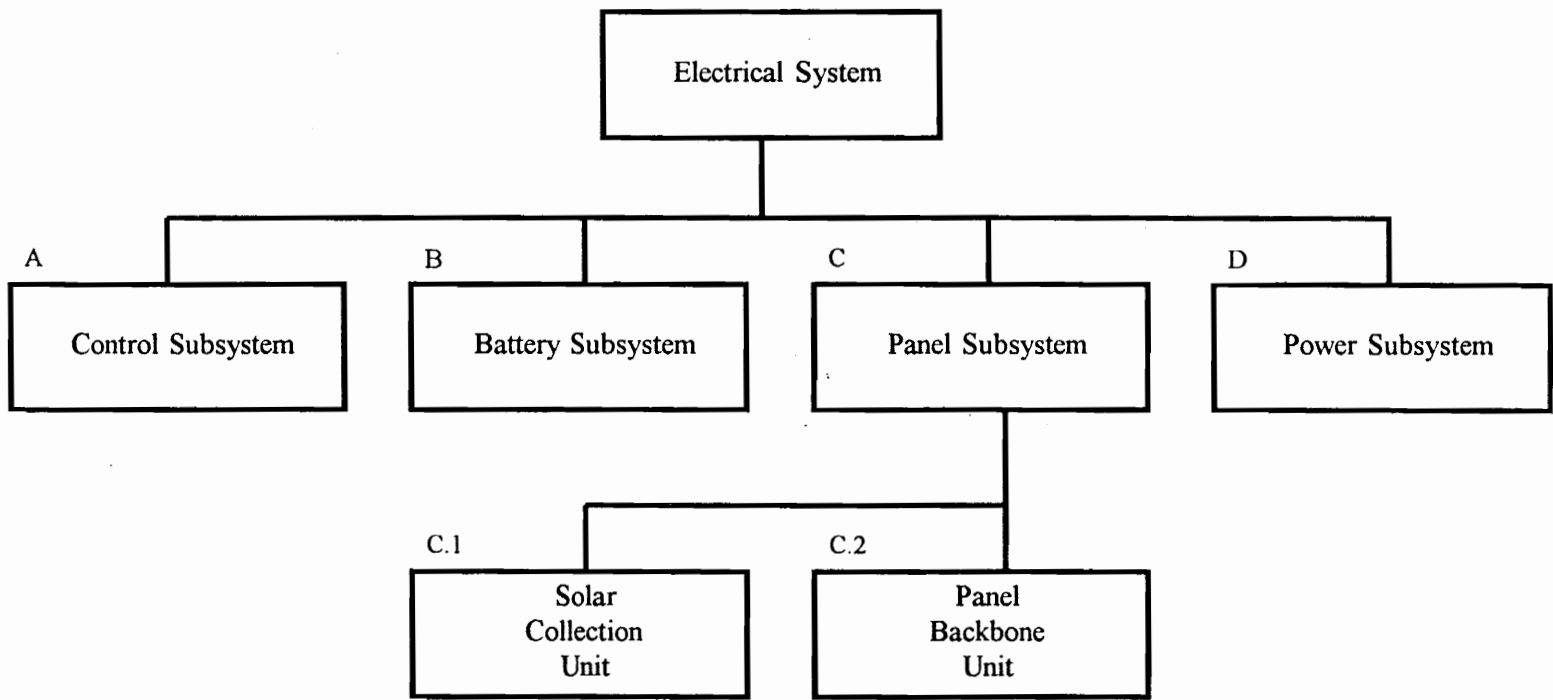 Electrical System
A
B
C
D
Control Subsystem
Battery Subsystem
Panel Subsystem
Power Subsystem
C.1
C.2
Solar
Collection
Unit
Panel
Backbone
Unit